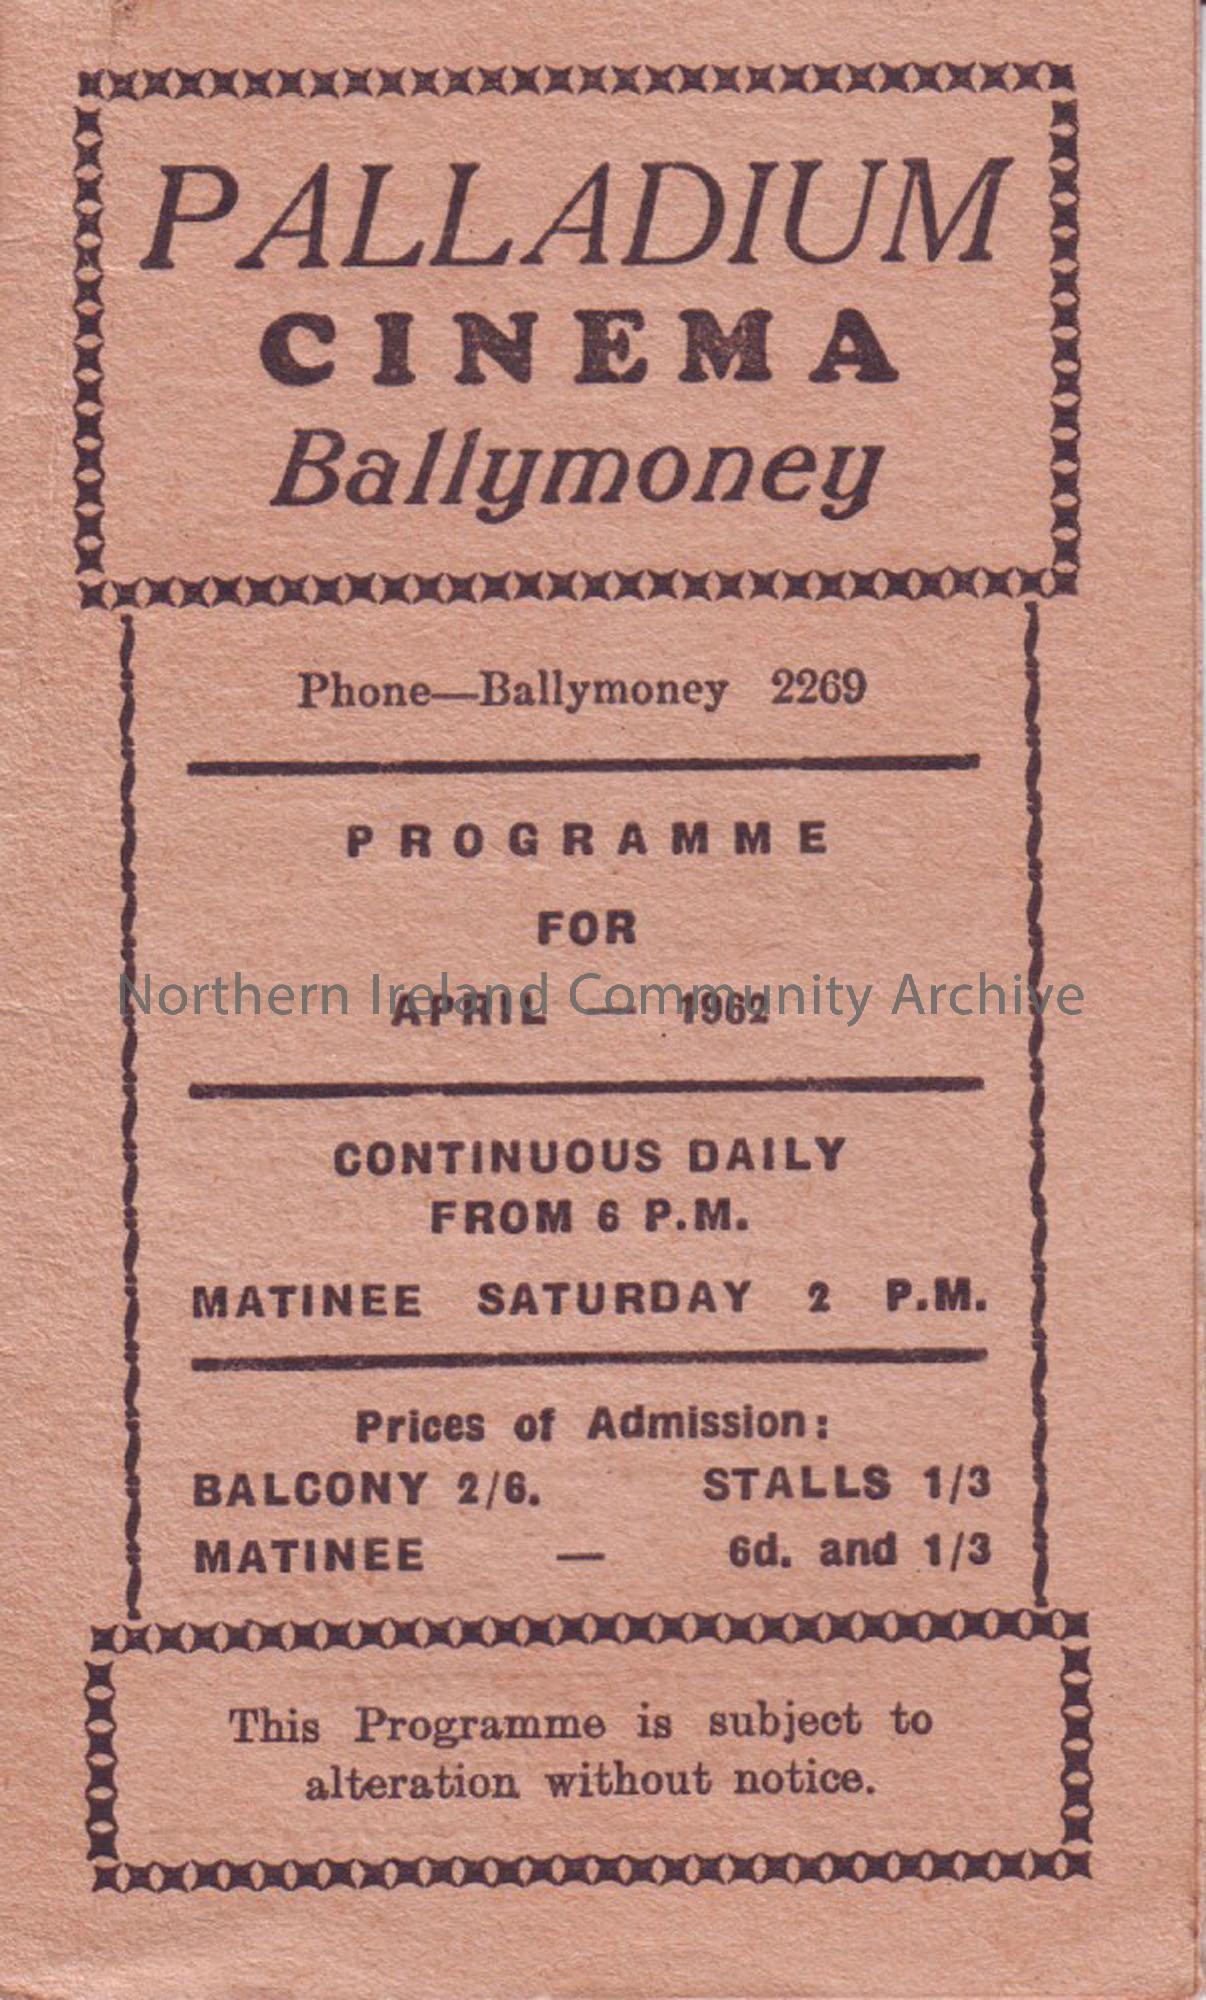 PALLADIUM
CINEMA
Ballymoney
Phone—Ballymoney 2269
PROGRAMME
FOR
APRIL — 1962
Northern Ireland Community Archive
CONTINUOUS DAILY
FROM 6 P.M.
MATINEE SATURDAY 2 P.M.
Prices of Admission:
BALCONY 2/6. STALLS 1/3
MATINEE — 6d. and 1/3
This Programme is subject to
alteration without notice.